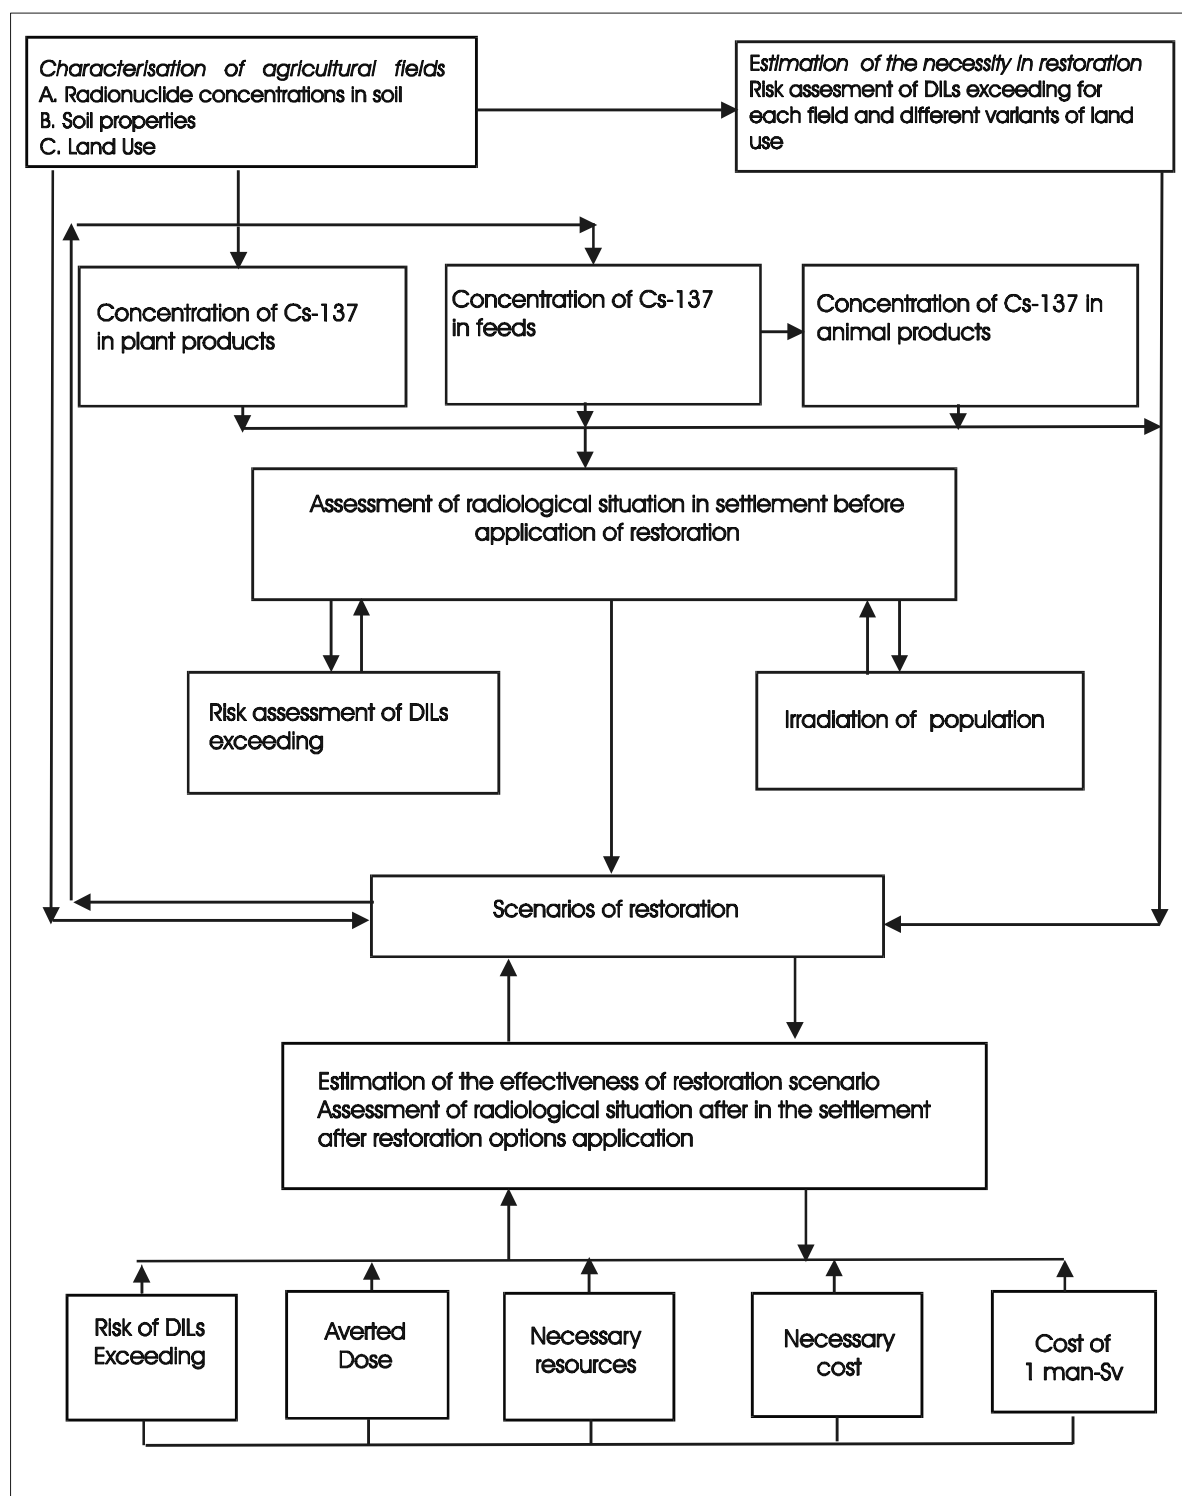 Characterisation of agricultural fields
A. Radionuclide concentrations in soil
B. Soil properties
C. Land Use
Estimation of the necessity in restoration
Risk assesment of DILs exceeding for
each field and different variants of land
use
Concentration of Cs-137
in plant products
Concentration of Cs-137
in feeds
Concentration of Cs-137 in
animal products
Assessment of radiological situation in settlement before
application of restoration
Risk assessment of DILs
exceeding
Irradiation of population
Scenarios of restoration
Estimation of the effectiveness of restoration scenario
Assessment of radiological situation after in the settlement
after restoration options application
Risk of DILs
Exceeding
Averted
Dose
Necessary
resources
Necessary
cost
Cost of
1 man-Sv